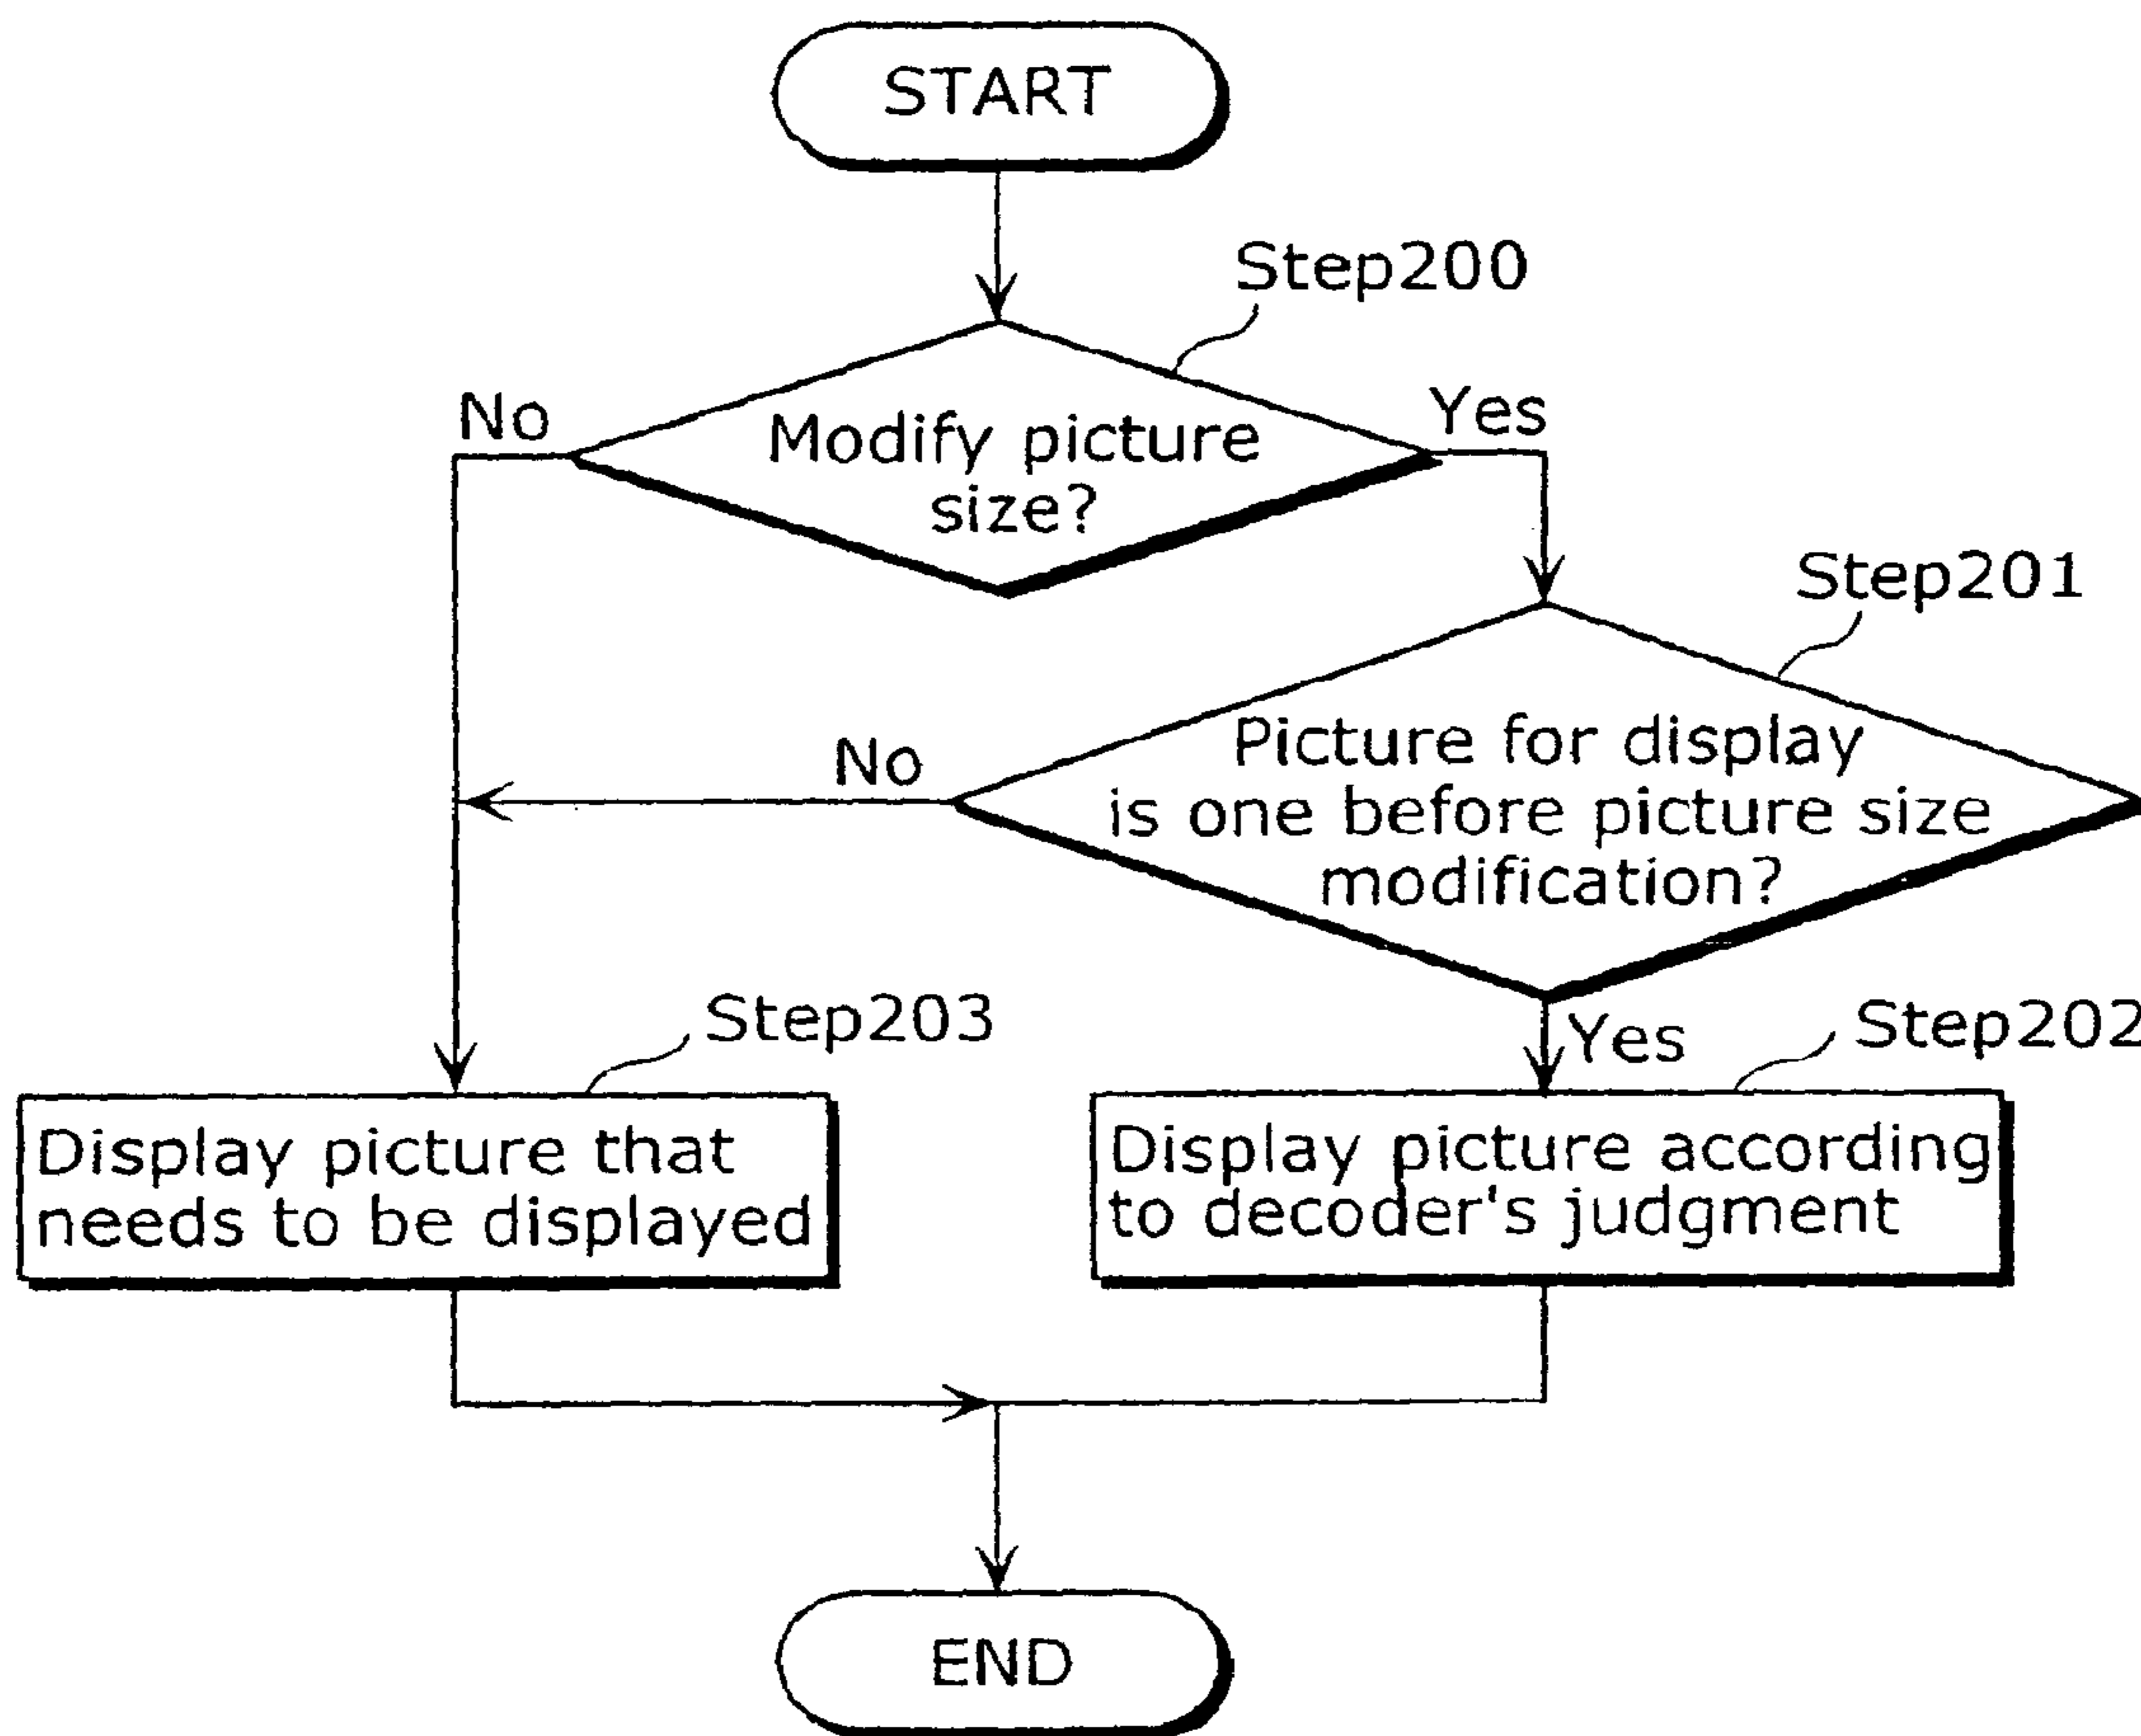 START
Step200
No
Yes
Modify picture
size?
Step201
No
Picture for display
is one before picture size
modification?
Step203
Yes
Step202
Display picture that
needs to be displayed
Display picture according
to decoder's judgment
END